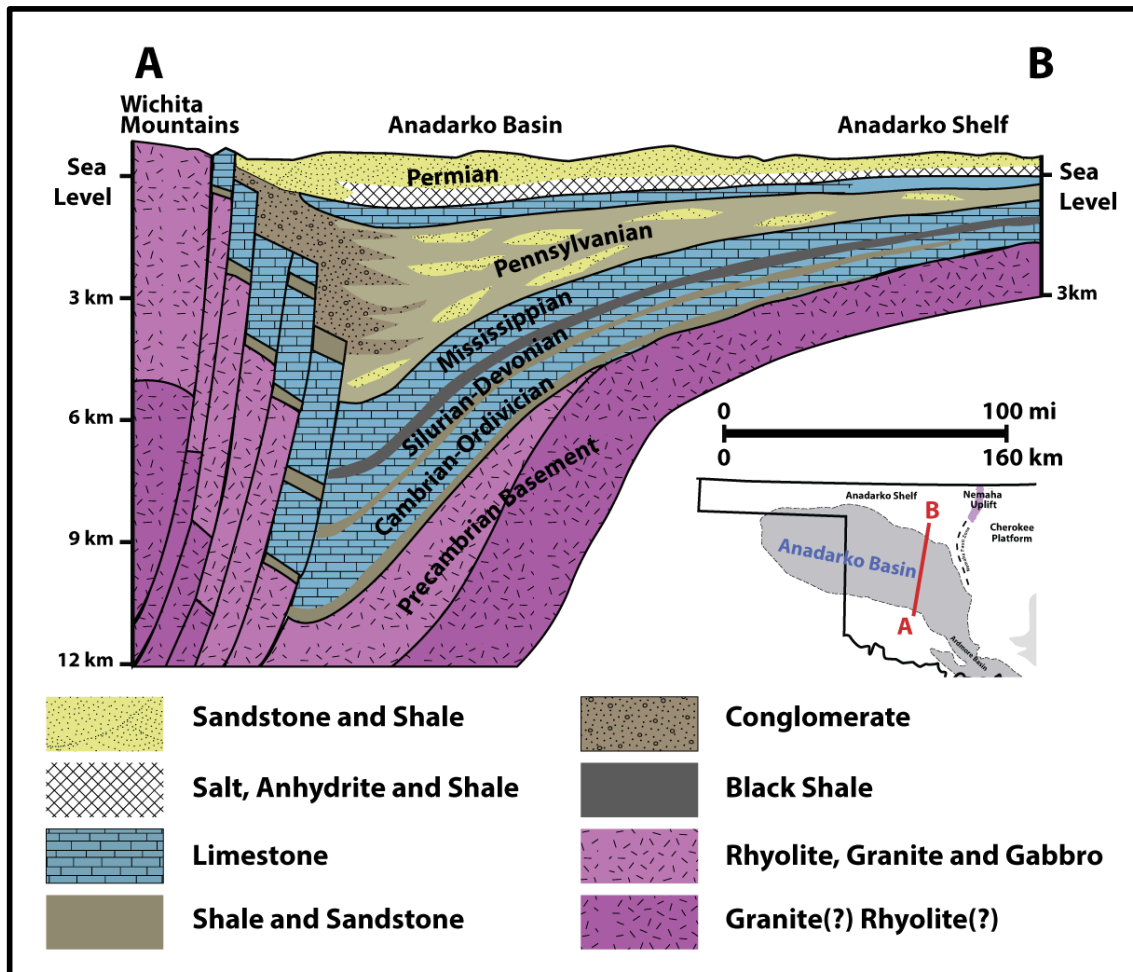 A
B
Wichita
Mountains
Anadarko Basin
Anadarko Shelf
Sea
Level
Permian
Sea
Level
Pennsylvanian
3 km
3km
Mississippian
Silurian-Devonian
Cambrian-Ordivician
Precambrian Basement
6 km
9 km
12 km
0
100 mi
0
160 km
Anadarko Shelf
Nemaha
Uplift
B
Cherokee
Platform
Anadarko Basin
A
Ardmore Basin
Sandstone and Shale
Conglomerate
Salt, Anhydrite and Shale
Black Shale
Limestone
Rhyolite, Granite and Gabbro
Shale and Sandstone
Granite(?) Rhyolite(?)